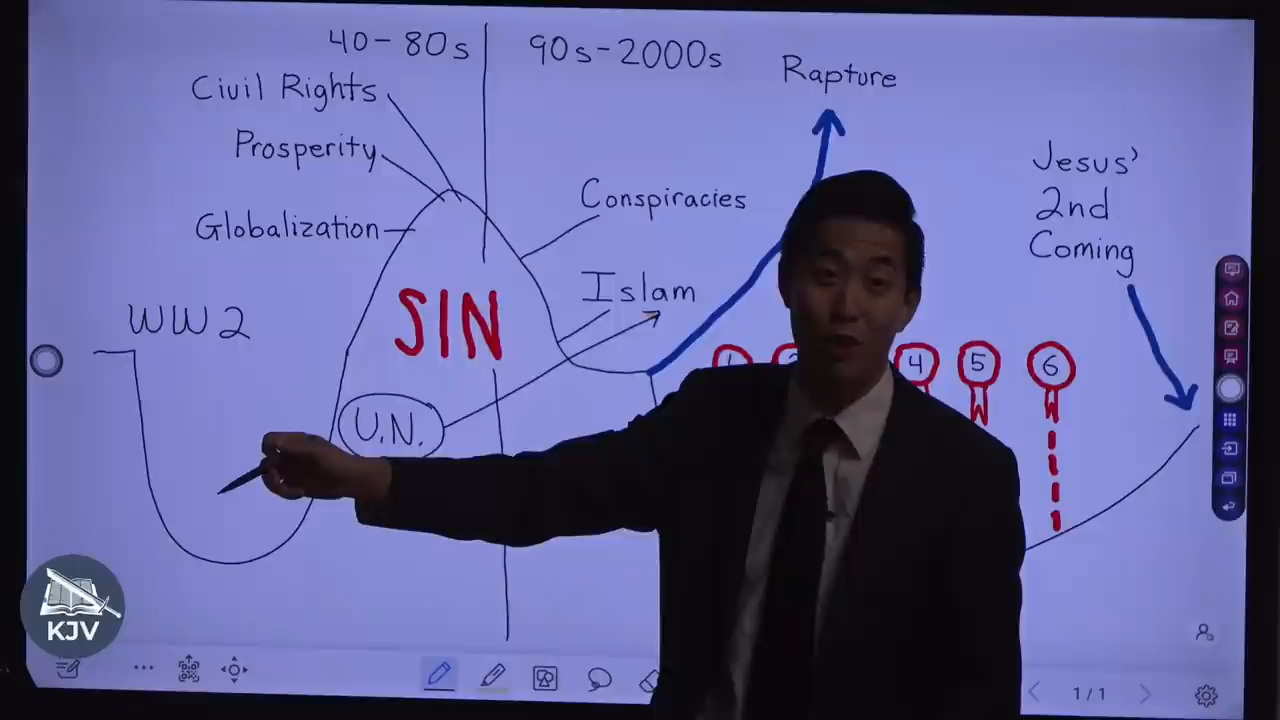 40-80s
90s-2000s
Civil Rights
Rapture
Prosperity
Jesus'
2nd
Coming
Globalization
Conspiracies
Islam
WW2
SIN
1
4
5
6
U.N.
KJV
1/1